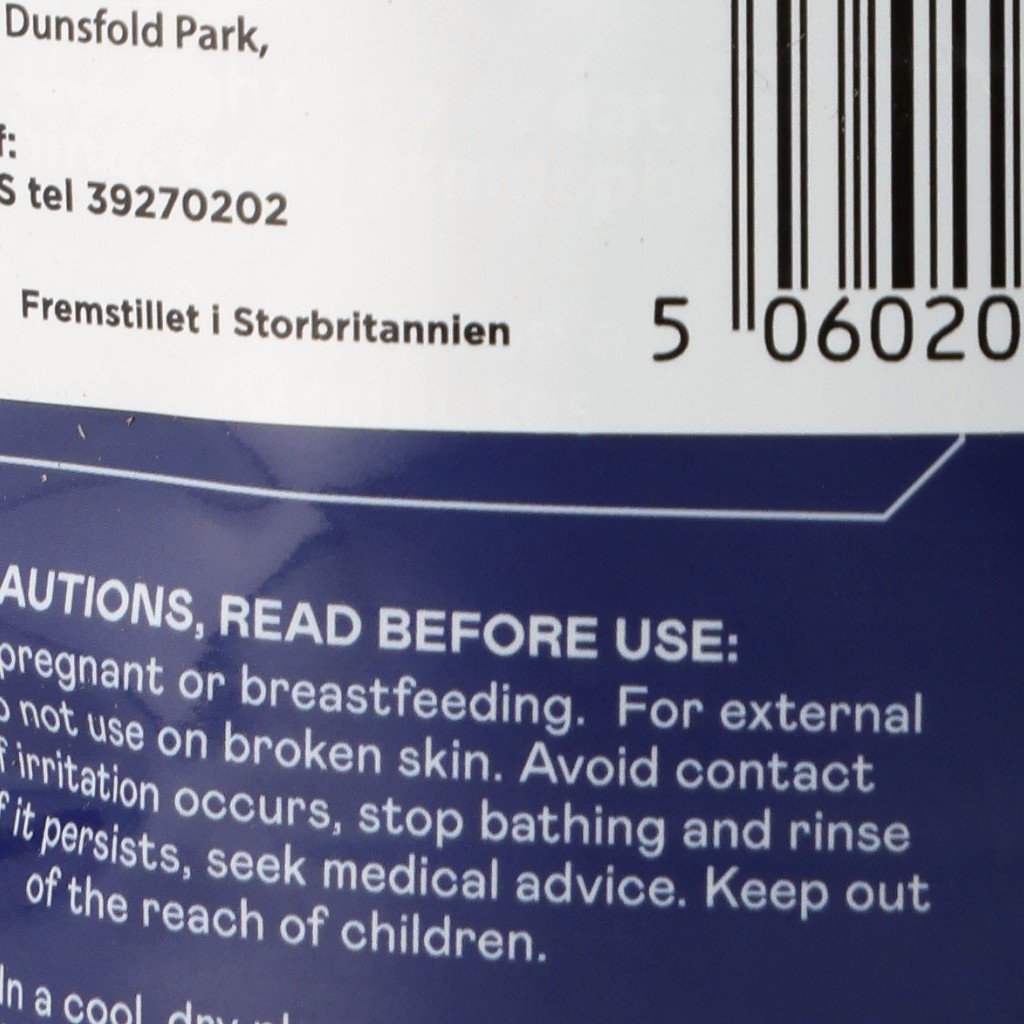 Dunsfold Park,
f:
S tel 39270202
Fremstillet i Storbritannien
5 06020
AUTIONS, READ BEFORE USE:
pregnant or breastfeeding. For external
not use on broken skin. Avoid contact
f irritation occurs, stop bathing and rinse
f it persists, seek medical advice. Keep out
of the reach of children.
In a cool, dry